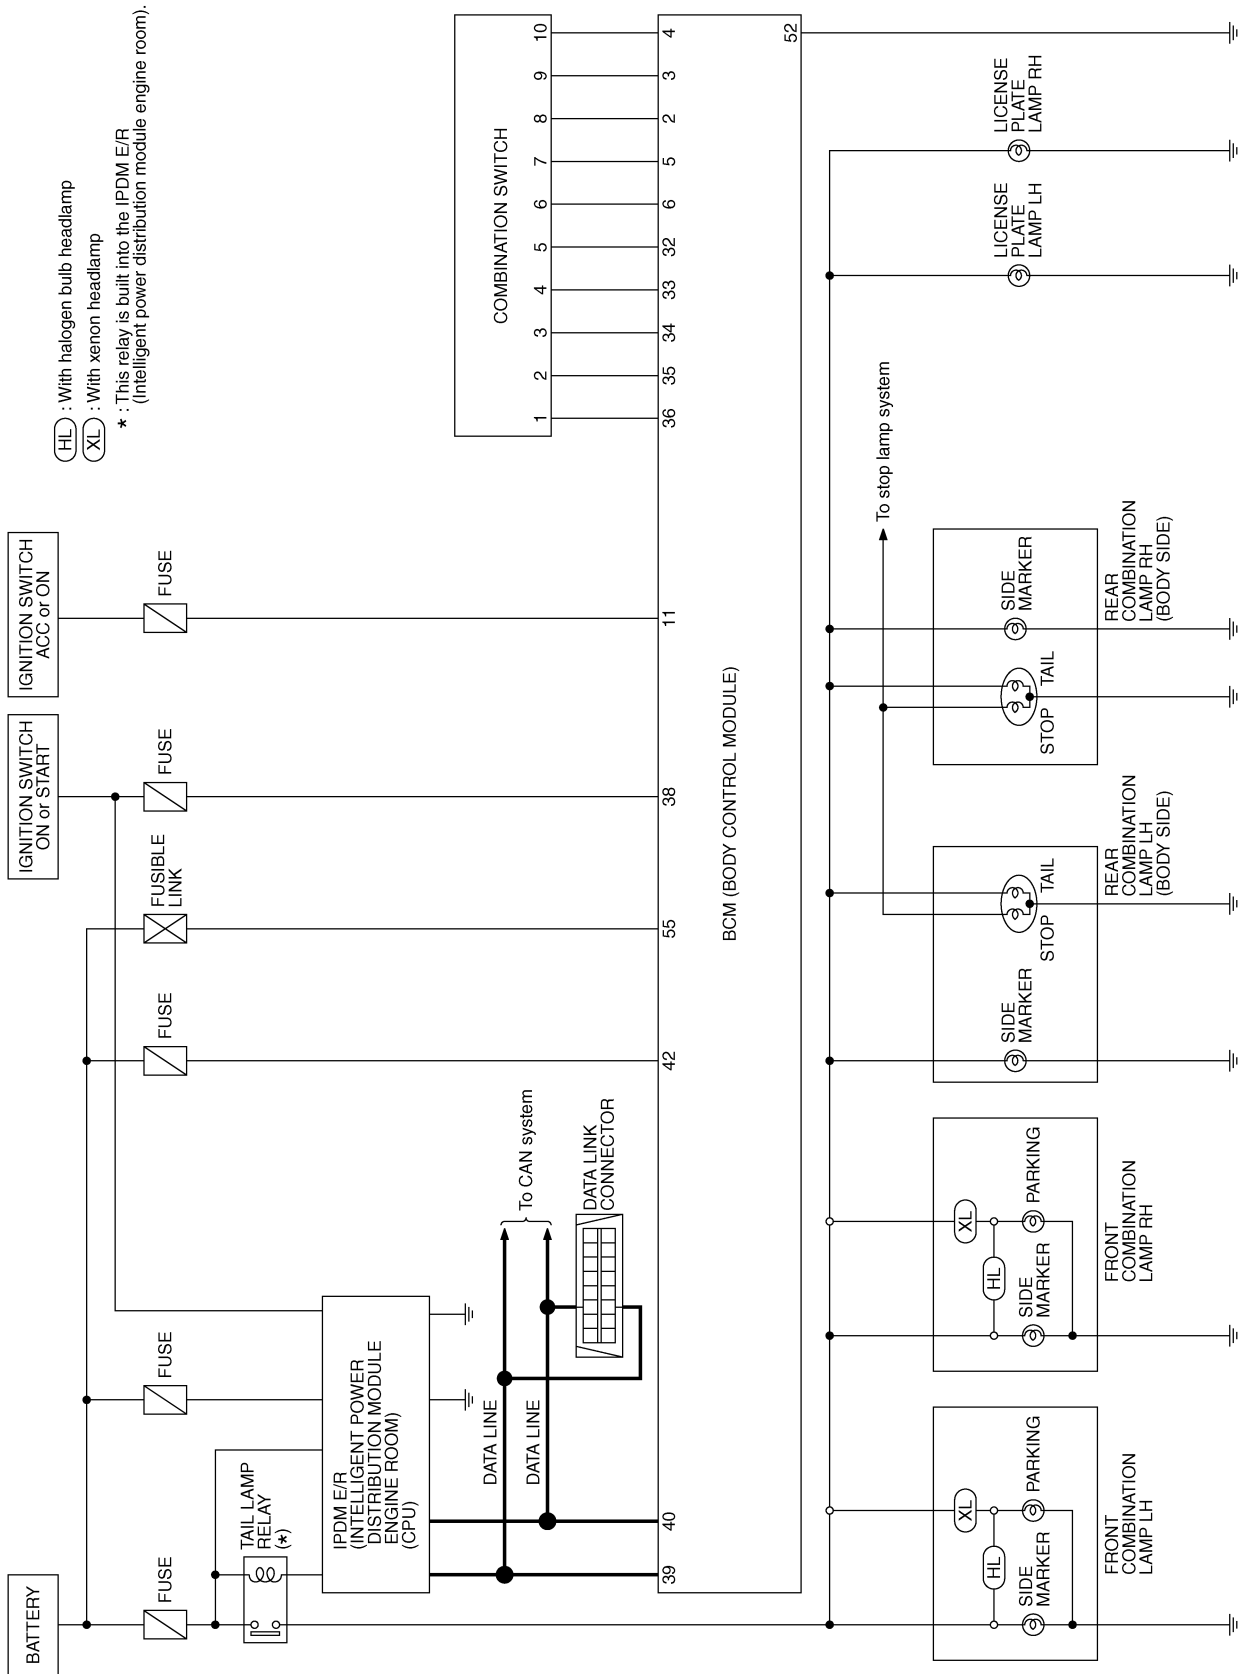 BATTERY
IGNITION SWITCH
ON or START
IGNITION SWITCH
ACC or ON
HL : With halogen bulb headlamp
XL : With xenon headlamp
* : This relay is built into the IPDM E/R
(Intelligent power distribution module engine room).
FUSE
FUSE
FUSE
FUSIBLE
LINK
FUSE
FUSE
TAIL LAMP
RELAY
(*)
IPDM E/R
(INTELLIGENT POWER
DISTRIBUTION MODULE
ENGINE ROOM)
(CPU)
DATA LINE
DATA LINE
To CAN system
DATA LINK
CONNECTOR
COMBINATION SWITCH
1 2 3 4 5 6 7 8 9 10
39 40 42 55 38 11 36 35 34 33 32 6 5 2 3 4
BCM (BODY CONTROL MODULE)
52
To stop lamp system
HL
XL
SIDE
MARKER
PARKING
FRONT
COMBINATION
LAMP LH
HL
XL
SIDE
MARKER
PARKING
FRONT
COMBINATION
LAMP RH
SIDE
MARKER
STOP
TAIL
REAR
COMBINATION
LAMP LH
(BODY SIDE)
STOP
TAIL
SIDE
MARKER
REAR
COMBINATION
LAMP RH
(BODY SIDE)
LICENSE
PLATE
LAMP LH
LICENSE
PLATE
LAMP RH